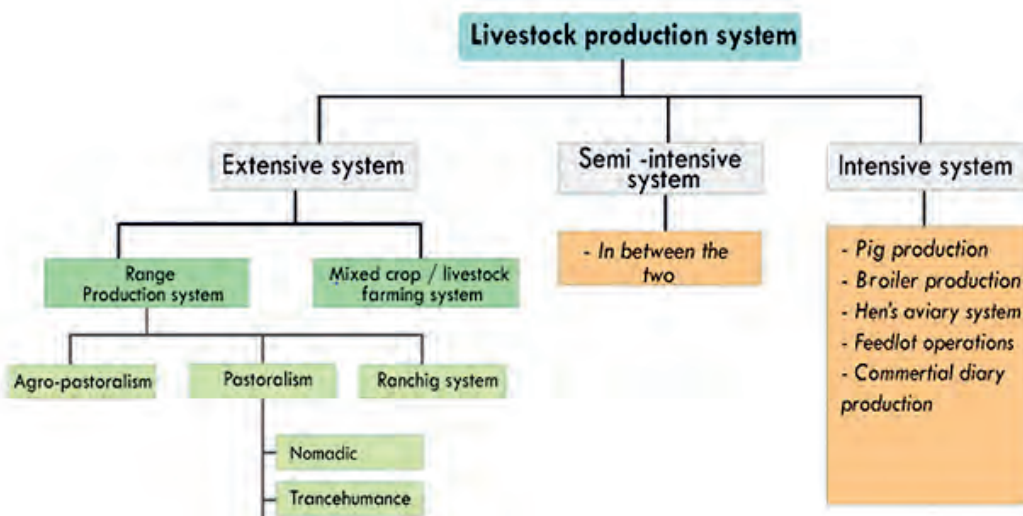 Livestock production system
Extensive system
Semi -intensive
system
Intensive system
- In between the
two
- Pig production
- Broiler production
- Hen's aviary system
- Feedlot operations
- Commertial diary
production
Range
Production system
Mixed crop / livestock
farming system
Agro-pastoralism
Pastoralism
Ranchig system
Nomadic
Trancehumance